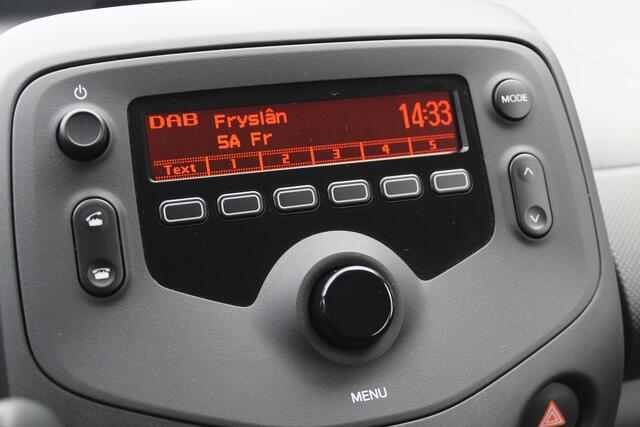 DAB Fryslân 14:33
5A Fr
Text 1 2 3 4 5
MODE
MENU